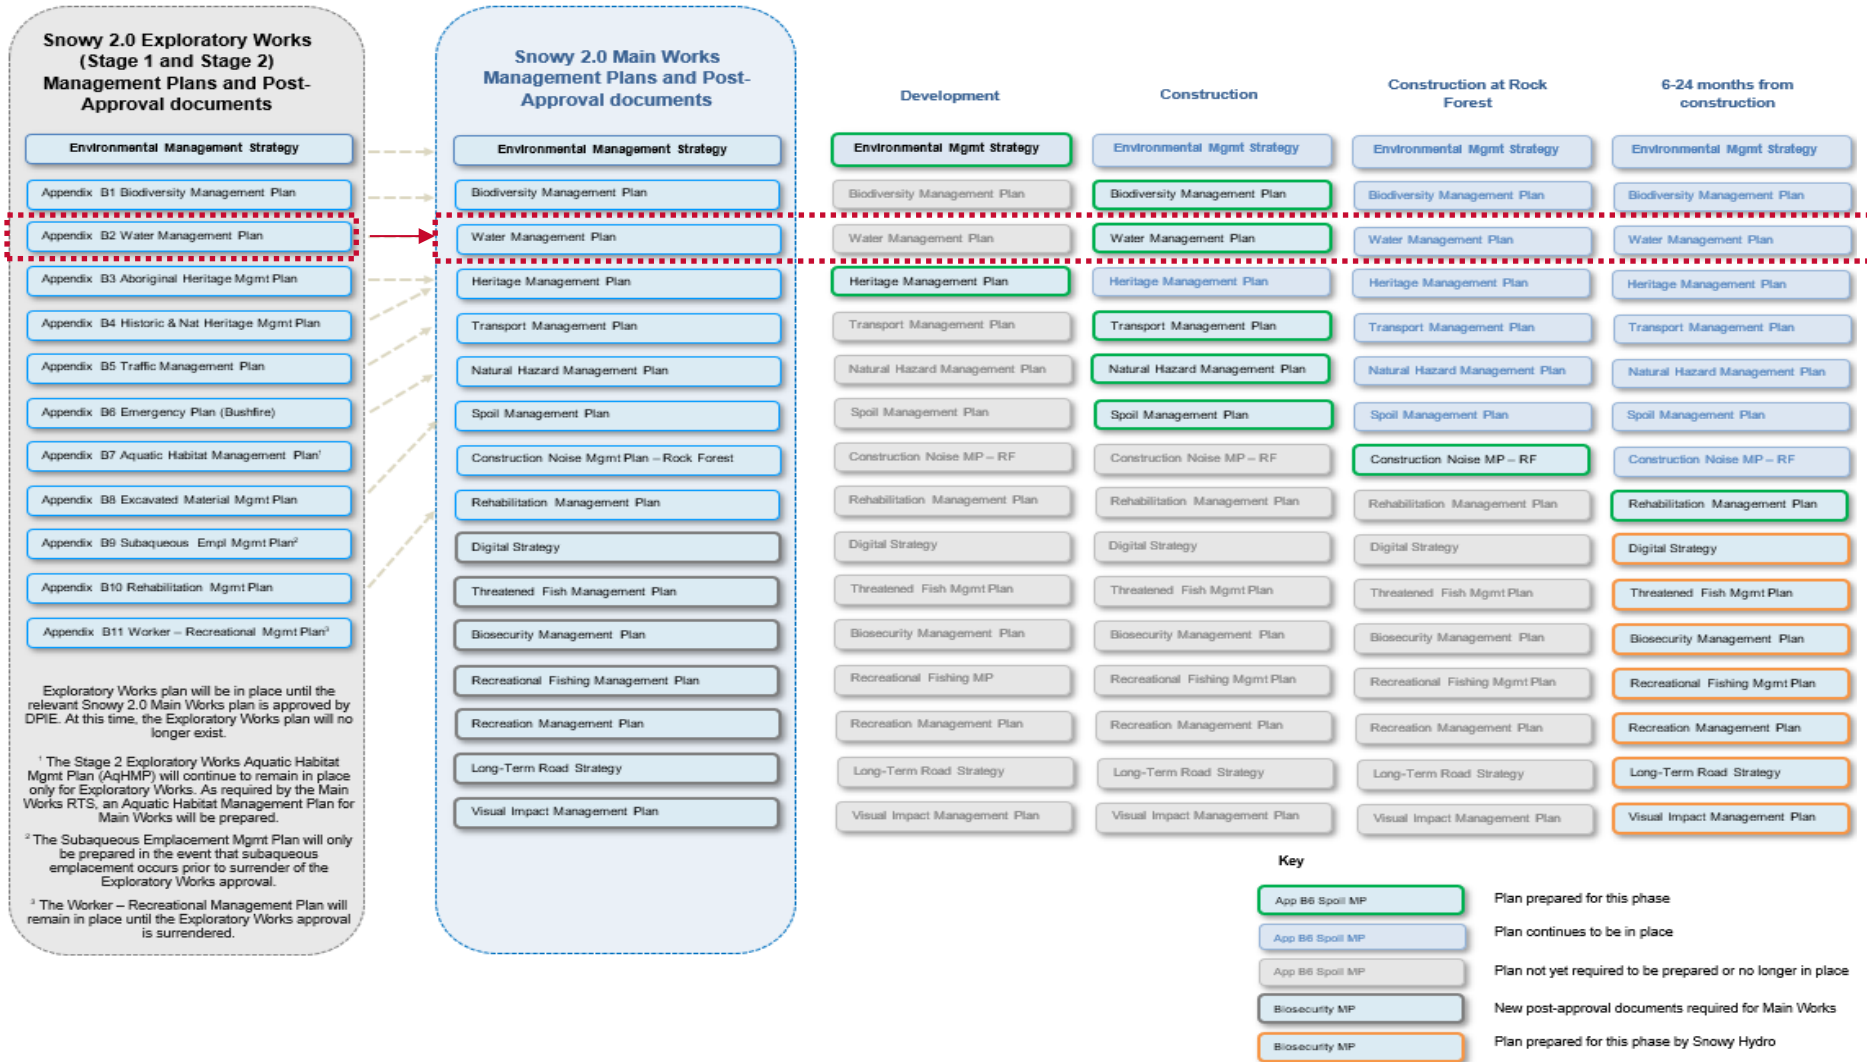 Snowy 2.0 Exploratory Works
(Stage 1 and Stage 2)
Management Plans and Post-
Approval documents
Environmental Management Strategy
Appendix B1 Biodiversity Management Plan
Appendix B2 Water Management Plan
Appendix B3 Aboriginal Heritage Mgmt Plan
Appendix B4 Historic & Nat Heritage Mgmt Plan
Appendix B5 Traffic Management Plan
Appendix B6 Emergency Plan (Bushfire)
Appendix B7 Aquatic Habitat Management Plan¹
Appendix B8 Excavated Material Mgmt Plan
Appendix B9 Subaqueous Empl Mgmt Plan²
Appendix B10 Rehabilitation Mgmt Plan
Appendix B11 Worker – Recreational Mgmt Plan³
Exploratory Works plan will be in place until the
relevant Snowy 2.0 Main Works plan is approved by
DPIE. At this time, the Exploratory Works plan will no
longer exist.
¹ The Stage 2 Exploratory Works Aquatic Habitat
Mgmt Plan (AqHMP) will continue to remain in place
only for Exploratory Works. As required by the Main
Works RTS, an Aquatic Habitat Management Plan for
Main Works will be prepared.
² The Subaqueous Emplacement Mgmt Plan will only
be prepared in the event that subaqueous
emplacement occurs prior to surrender of the
Exploratory Works approval.
³ The Worker – Recreational Management Plan will
remain in place until the Exploratory Works approval
is surrendered.
Snowy 2.0 Main Works
Management Plans and Post-
Approval documents
Environmental Management Strategy
Biodiversity Management Plan
Water Management Plan
Heritage Management Plan
Transport Management Plan
Natural Hazard Management Plan
Spoil Management Plan
Construction Noise Mgmt Plan – Rock Forest
Rehabilitation Management Plan
Digital Strategy
Threatened Fish Management Plan
Biosecurity Management Plan
Recreational Fishing Management Plan
Recreation Management Plan
Long-Term Road Strategy
Visual Impact Management Plan
Development
Environmental Mgmt Strategy
Biodiversity Management Plan
Water Management Plan
Heritage Management Plan
Transport Management Plan
Natural Hazard Management Plan
Spoil Management Plan
Construction Noise MP – RF
Rehabilitation Management Plan
Digital Strategy
Threatened Fish Mgmt Plan
Biosecurity Management Plan
Recreational Fishing MP
Recreation Management Plan
Long-Term Road Strategy
Visual Impact Management Plan
Construction
Environmental Mgmt Strategy
Biodiversity Management Plan
Water Management Plan
Heritage Management Plan
Transport Management Plan
Natural Hazard Management Plan
Spoil Management Plan
Construction Noise MP – RF
Rehabilitation Management Plan
Digital Strategy
Threatened Fish Mgmt Plan
Biosecurity Management Plan
Recreational Fishing Mgmt Plan
Recreation Management Plan
Long-Term Road Strategy
Visual Impact Management Plan
Construction at Rock
Forest
Environmental Mgmt Strategy
Biodiversity Management Plan
Water Management Plan
Heritage Management Plan
Transport Management Plan
Natural Hazard Management Plan
Spoil Management Plan
Construction Noise MP – RF
Rehabilitation Management Plan
Digital Strategy
Threatened Fish Mgmt Plan
Biosecurity Management Plan
Recreational Fishing Mgmt Plan
Recreation Management Plan
Long-Term Road Strategy
Visual Impact Management Plan
6-24 months from
construction
Environmental Mgmt Strategy
Biodiversity Management Plan
Water Management Plan
Heritage Management Plan
Transport Management Plan
Natural Hazard Management Plan
Spoil Management Plan
Construction Noise MP – RF
Rehabilitation Management Plan
Digital Strategy
Threatened Fish Mgmt Plan
Biosecurity Management Plan
Recreational Fishing Mgmt Plan
Recreation Management Plan
Long-Term Road Strategy
Visual Impact Management Plan
Key
App B6 Spoil MP
Plan prepared for this phase
App B6 Spoil MP
Plan continues to be in place
App B6 Spoil MP
Plan not yet required to be prepared or no longer in place
Biosecurity MP
New post-approval documents required for Main Works
Biosecurity MP
Plan prepared for this phase by Snowy Hydro